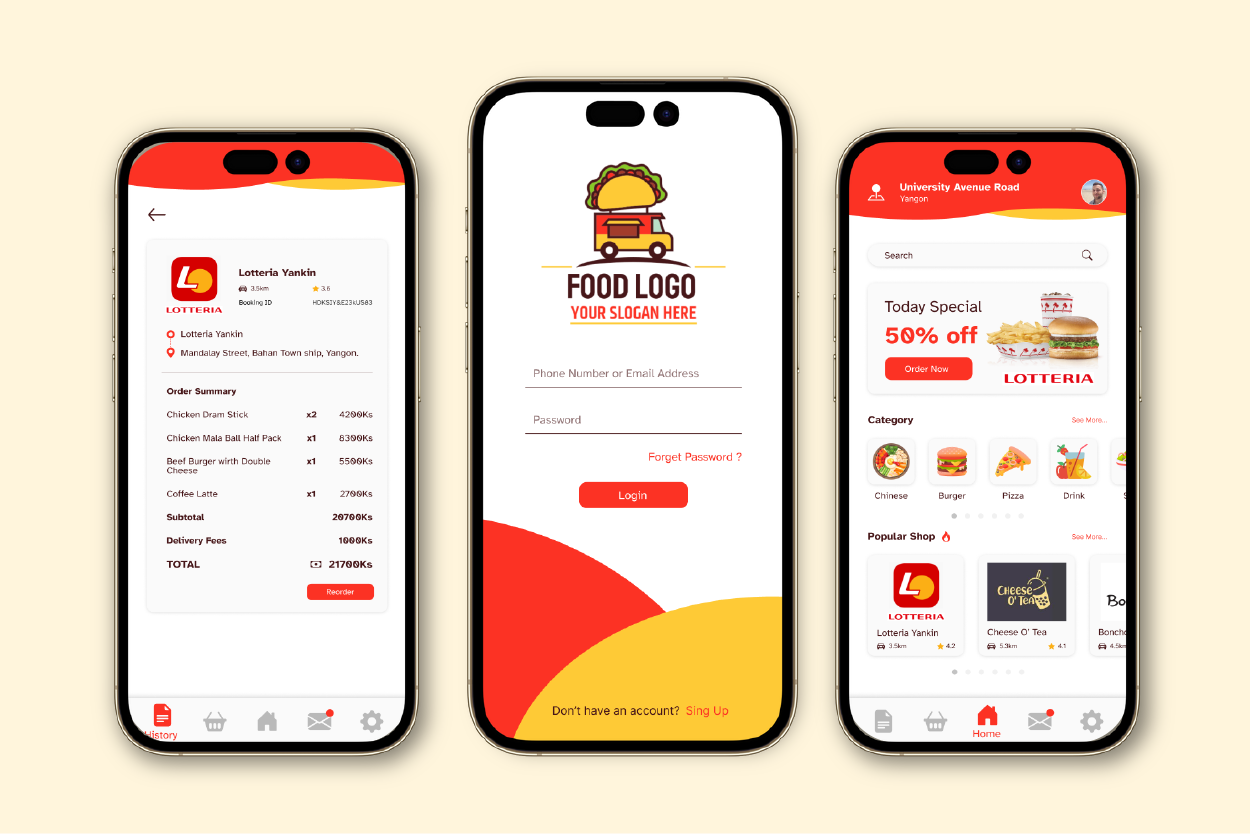 Lotteria Yankin
3.5km
3.6
LOTTERIA
Booking ID
Lotteria Yankin
Mandalay Street, Bahan Town ship, Yangon.
Order Summary
Chicken Dram Stick x2 4200Ks
Chicken Mala Ball Half Pack x1 8300Ks
Beef Burger wirth Double x1 5500Ks
Cheese
Coffee Latte x1 2700Ks
Subtotal 20700Ks
Delivery Fees 1000Ks
TOTAL 21700Ks
Reorder
History
FOOD LOGO
YOUR SLOGAN HERE
Phone Number or Email Address
Password
Forget Password ?
Login
Don't have an account? Sing Up
University Avenue Road
Yangon
Search
Today Special
50% off
Order Now
LOTTERIA
Category See More...
Chinese Burger Pizza Drink
Popular Shop See More...
LOTTERIA
CHEESE
O' TEA
Bo
Lotteria Yankin
3.5km 4.2
Cheese O' Tea
5.3km 4.1
Boncho
4.5km
Home